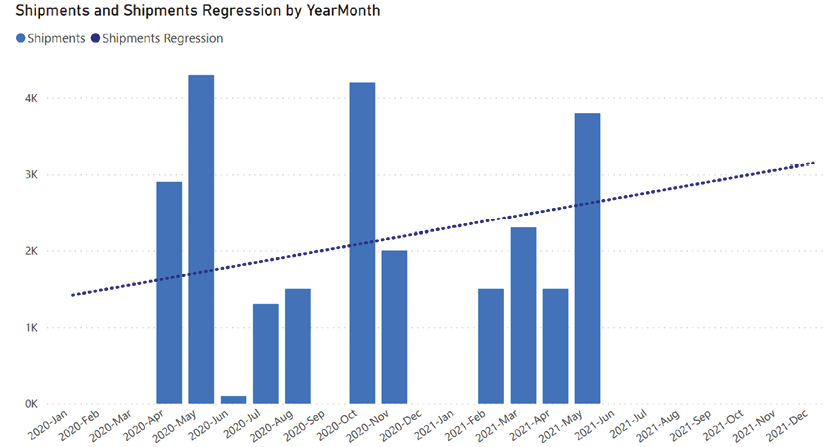 Shipments and Shipments Regression by YearMonth
Shipments Shipments Regression
4K
3K
2K
1K
0K
2020-Jan
2020-Feb
2020-Mar
2020-Apr
2020-May
2020-Jun
2020-Jul
2020-Aug
2020-Sep
2020-Oct
2020-Nov
2020-Dec
2021-Jan
2021-Feb
2021-Mar
2021-Apr
2021-May
2021-Jun
2021-Jul
2021-Aug
2021-Sep
2021-Oct
2021-Nov
2021-Dec